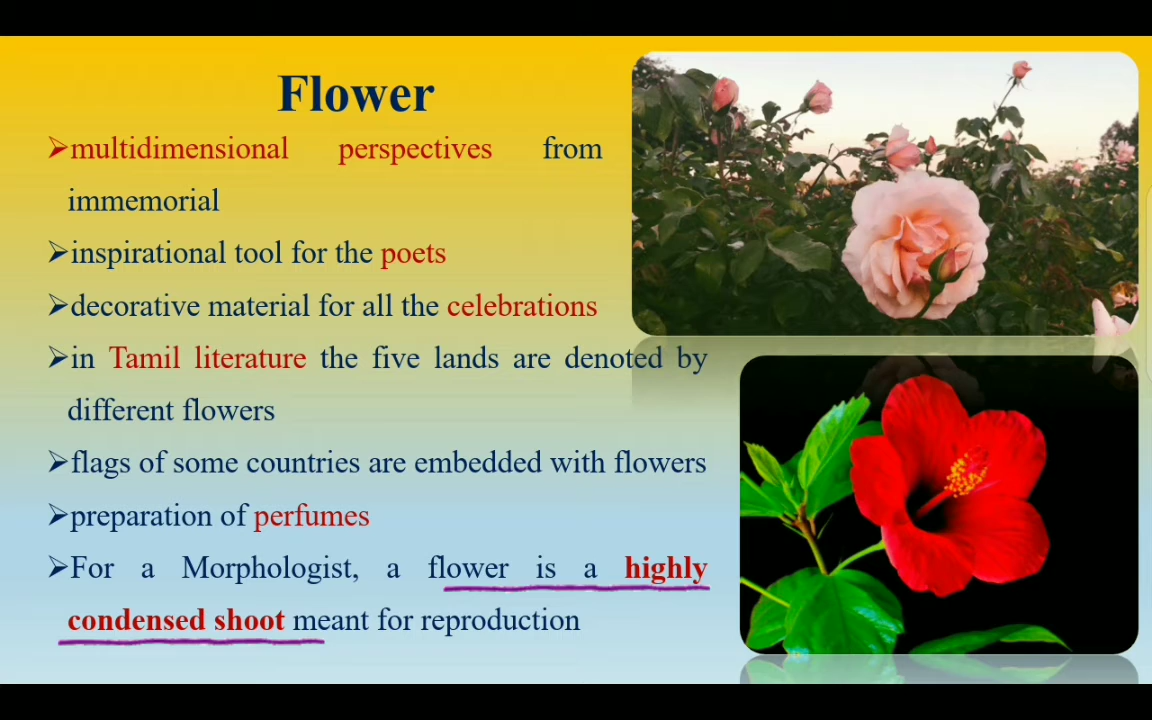 Flower
➢multidimensional perspectives from
immemorial
➢inspirational tool for the poets
➢decorative material for all the celebrations
➢in Tamil literature the five lands are denoted by
different flowers
➢flags of some countries are embedded with flowers
➢preparation of perfumes
➢For a Morphologist, a flower is a highly
condensed shoot meant for reproduction